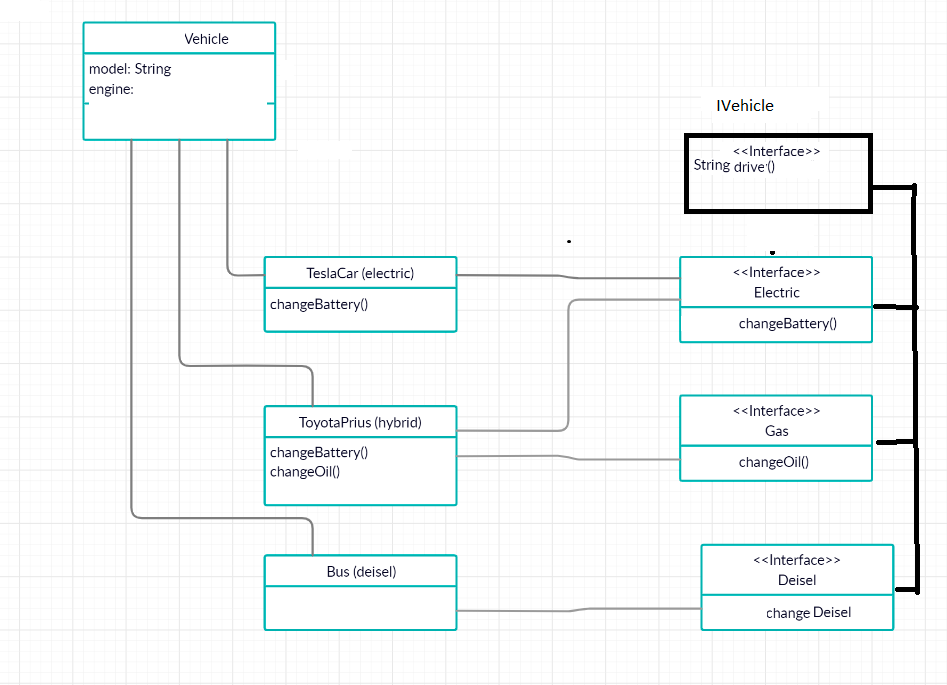 Vehicle
model: String
engine:
IVehicle
<<Interface>>
String drive'()
TeslaCar (electric)
changeBattery()
<<Interface>>
Electric
changeBattery()
ToyotaPrius (hybrid)
changeBattery()
changeOil()
<<Interface>>
Gas
changeOil()
Bus (deisel)
<<Interface>>
Deisel
change Deisel